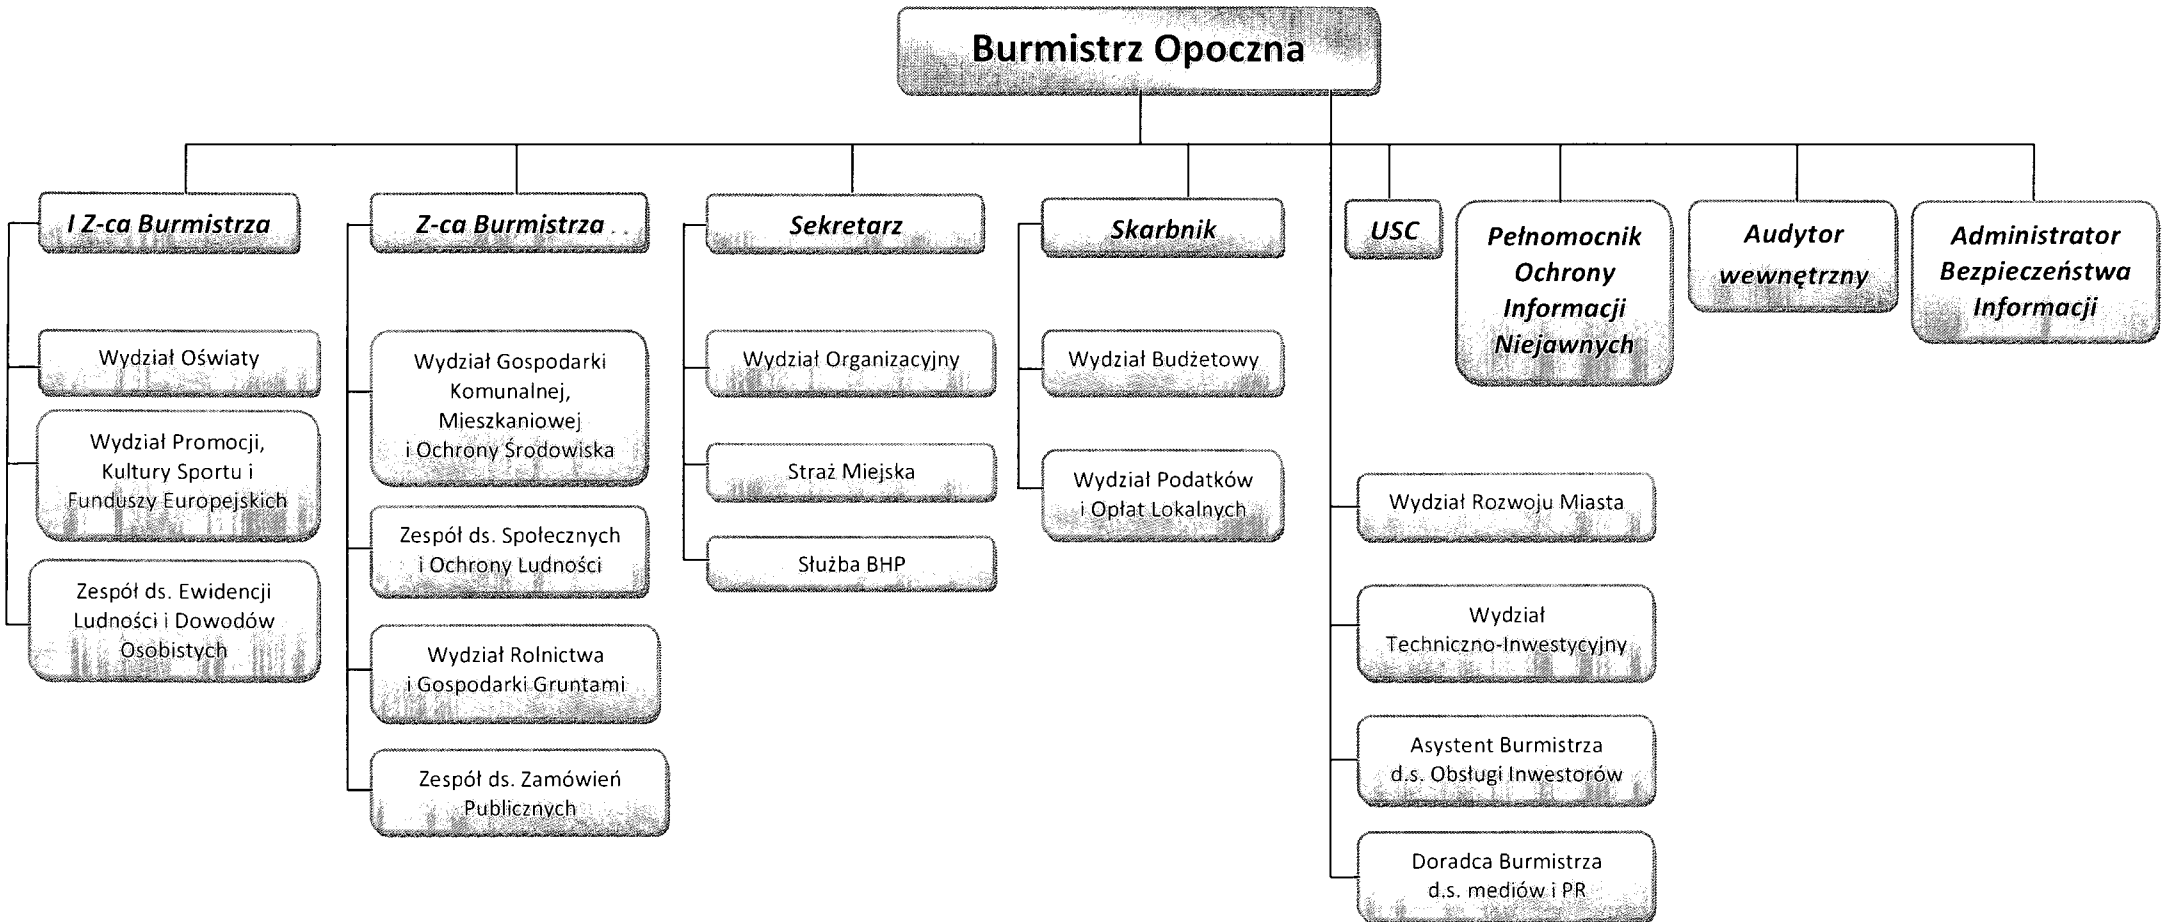 Burmistrz Opoczna
I Z-ca Burmistrza
Z-ca Burmistrza
Sekretarz
Skarbnik
USC
Pełnomocnik
Ochrony
Informacji
Niejawnych
Audytor
wewnętrzny
Administrator
Bezpieczeństwa
Informacji
Wydział Oświaty
Wydział Promocji,
Kultury Sportu i
Funduszy Europejskich
Zespół ds. Ewidencji
Ludności i Dowodów
Osobistych
Wydział Gospodarki
Komunalnej,
Mieszkaniowej
i Ochrony Środowiska
Zespół ds. Społecznych
i Ochrony Ludności
Wydział Rolnictwa
i Gospodarki Gruntami
Zespół ds. Zamówień
Publicznych
Wydział Organizacyjny
Straż Miejska
Służba BHP
Wydział Budżetowy
Wydział Podatków
i Opłat Lokalnych
Wydział Rozwoju Miasta
Wydział
Techniczno-Inwestycyjny
Asystent Burmistrza
d.s. Obsługi Inwestorów
Doradca Burmistrza
d.s. mediów i PR